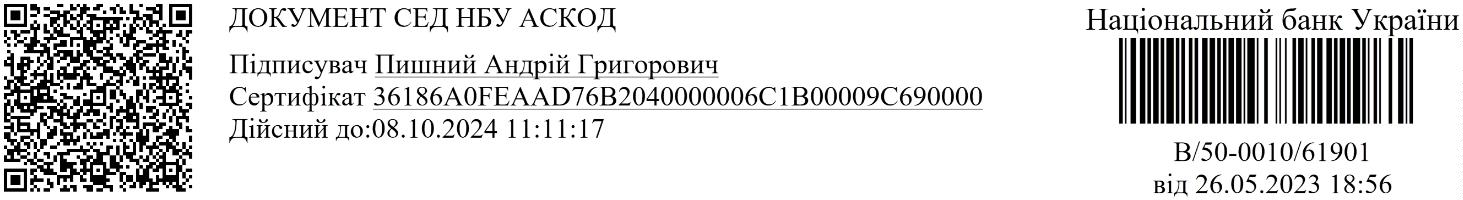 ДОКУМЕНТ СЕД НБУ АСКОД
Підписувач Пишний Андрій Григорович
Сертифікат 36186A0FEAAD76B2040000006C1B00009C690000
Дійсний до:08.10.2024 11:11:17
Національний банк України
В/50-0010/61901
від 26.05.2023 18:56